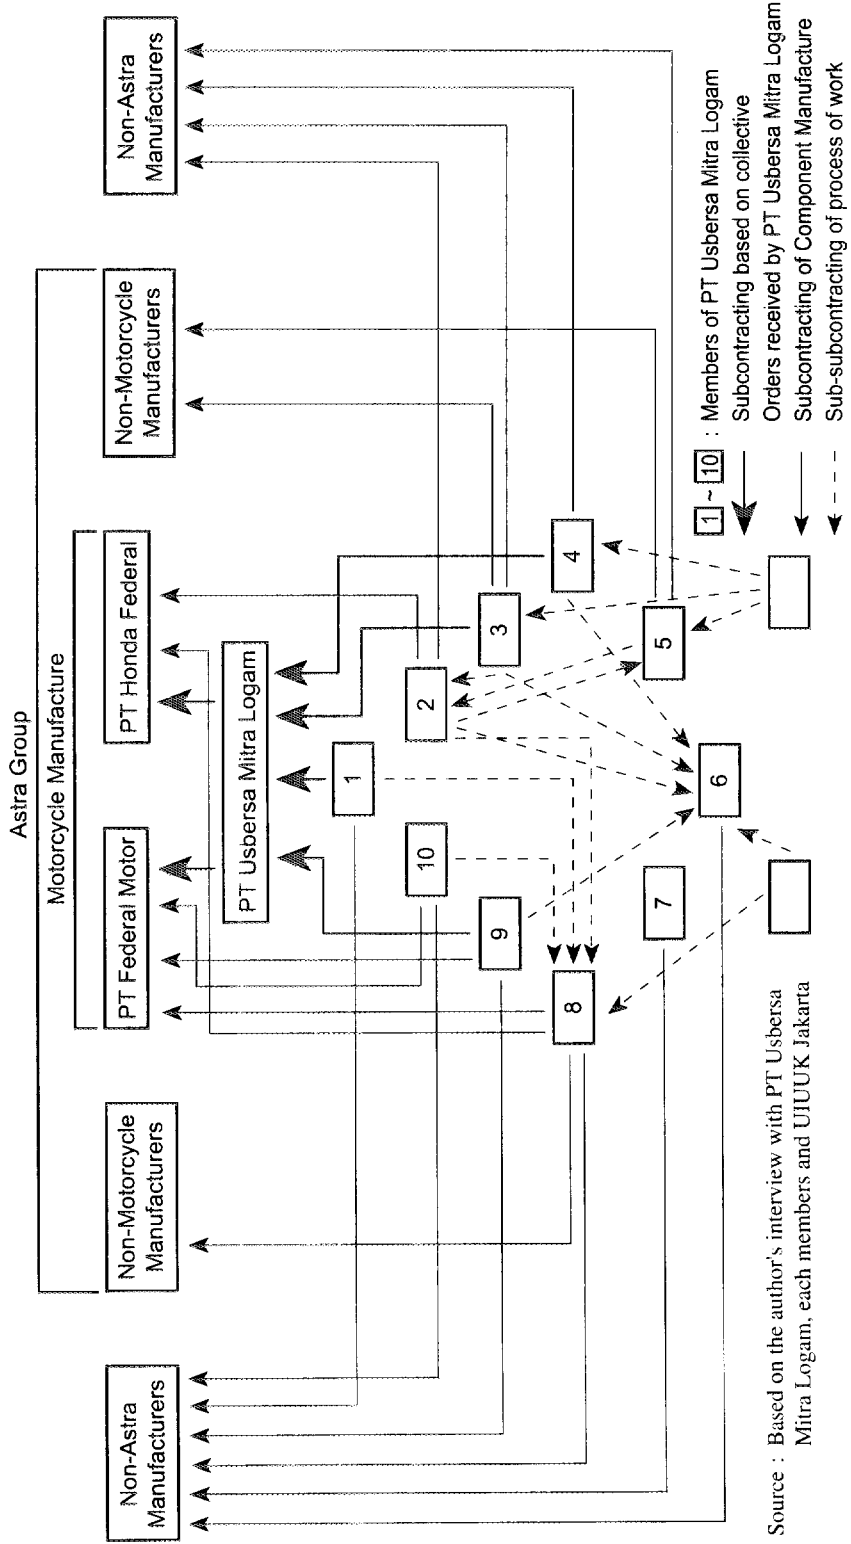 Astra Group
Motorcycle Manufacture
Non-Astra
Manufacturers
Non-Motorcycle
Manufacturers
PT Federal Motor
PT Honda Federal
Non-Motorcycle
Manufacturers
Non-Astra
Manufacturers
PT Usbersa Mitra Logam
1
10
2
9
3
8
4
7
5
6
1 ~ 10 : Members of PT Usbersa Mitra Logam
Subcontracting based on collective
Orders received by PT Usbersa Mitra Logam
Subcontracting of Component Manufacture
Sub-subcontracting of process of work
Source : Based on the author's interview with PT Usbersa
Mitra Logam, each members and UIUUK Jakarta